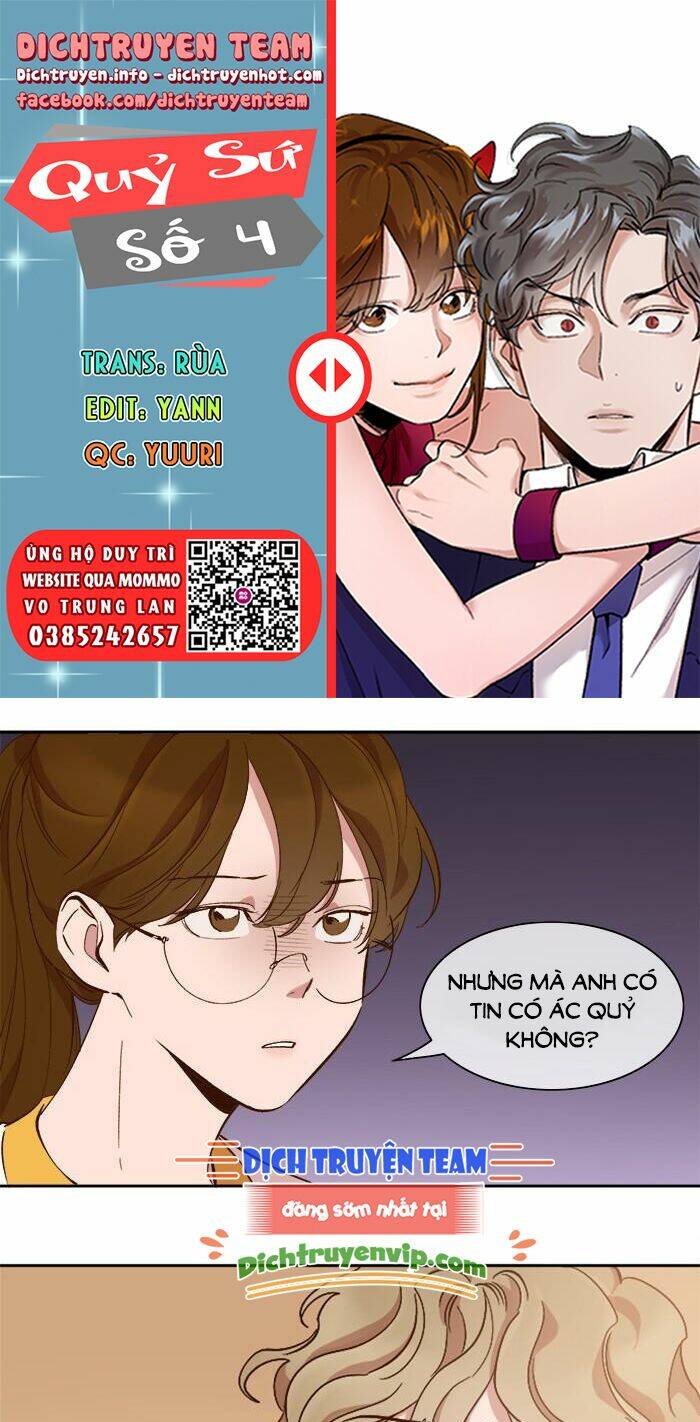 DICHTRUYEN TEAM
Dichtruyen.info - dichtruyenhot.com
facebook.com/dichtruyenteam
Quỷ Sứ
Số 4
TRANS: RÙA
EDIT: YANN
QC: YUURI
ỦNG HỘ DUY TRÌ
WEBSITE QUA MOMMO
VO TRUNG LAN
0385242657
mo
mo
NHƯNG MÀ ANH CÓ
TIN CÓ ÁC QUỶ
KHÔNG?
DỊCH TRUYỆN TEAM
đăng sớm nhất tại
Dichtruyenvip.com